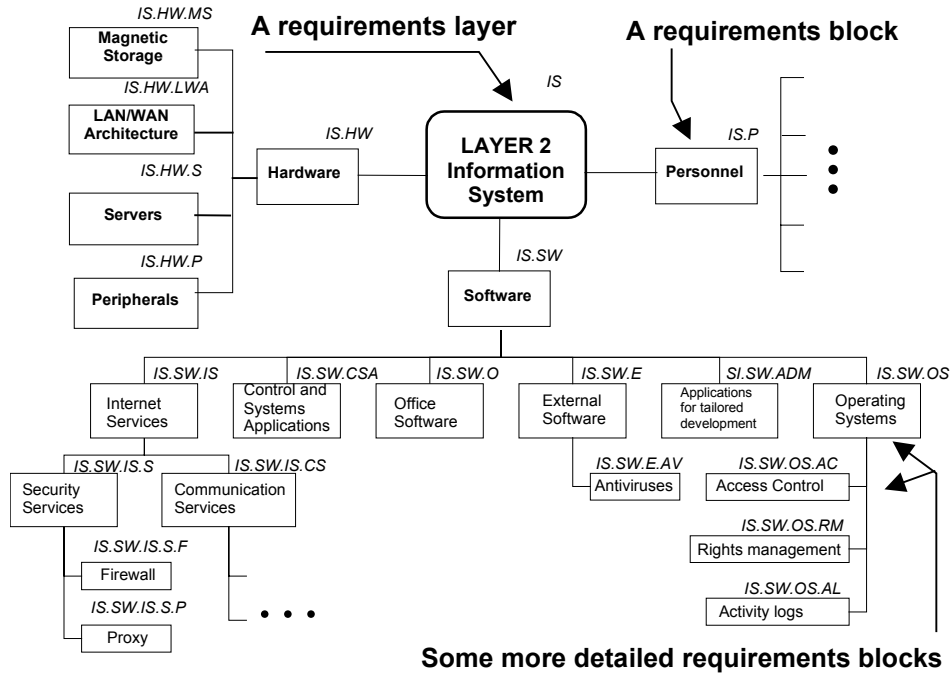 IS.HW.MS
Magnetic
Storage
IS.HW.LWA
LAN/WAN
Architecture
IS.HW.S
Servers
IS.HW.P
Peripherals
IS.HW
Hardware
A requirements layer
IS
LAYER 2
Information
System
A requirements block
IS.P
Personnel
IS.SW
Software
IS.SW.IS
Internet
Services
IS.SW.CSA
Control and
Systems
Applications
IS.SW.O
Office
Software
IS.SW.E
External
Software
SI.SW.ADM
Applications
for tailored
development
IS.SW.OS
Operating
Systems
IS.SW.IS.S
Security
Services
IS.SW.IS.CS
Communication
Services
IS.SW.E.AV
Antiviruses
IS.SW.OS.AC
Access Control
IS.SW.IS.S.F
Firewall
IS.SW.OS.RM
Rights management
IS.SW.IS.S.P
Proxy
IS.SW.OS.AL
Activity logs
Some more detailed requirements blocks